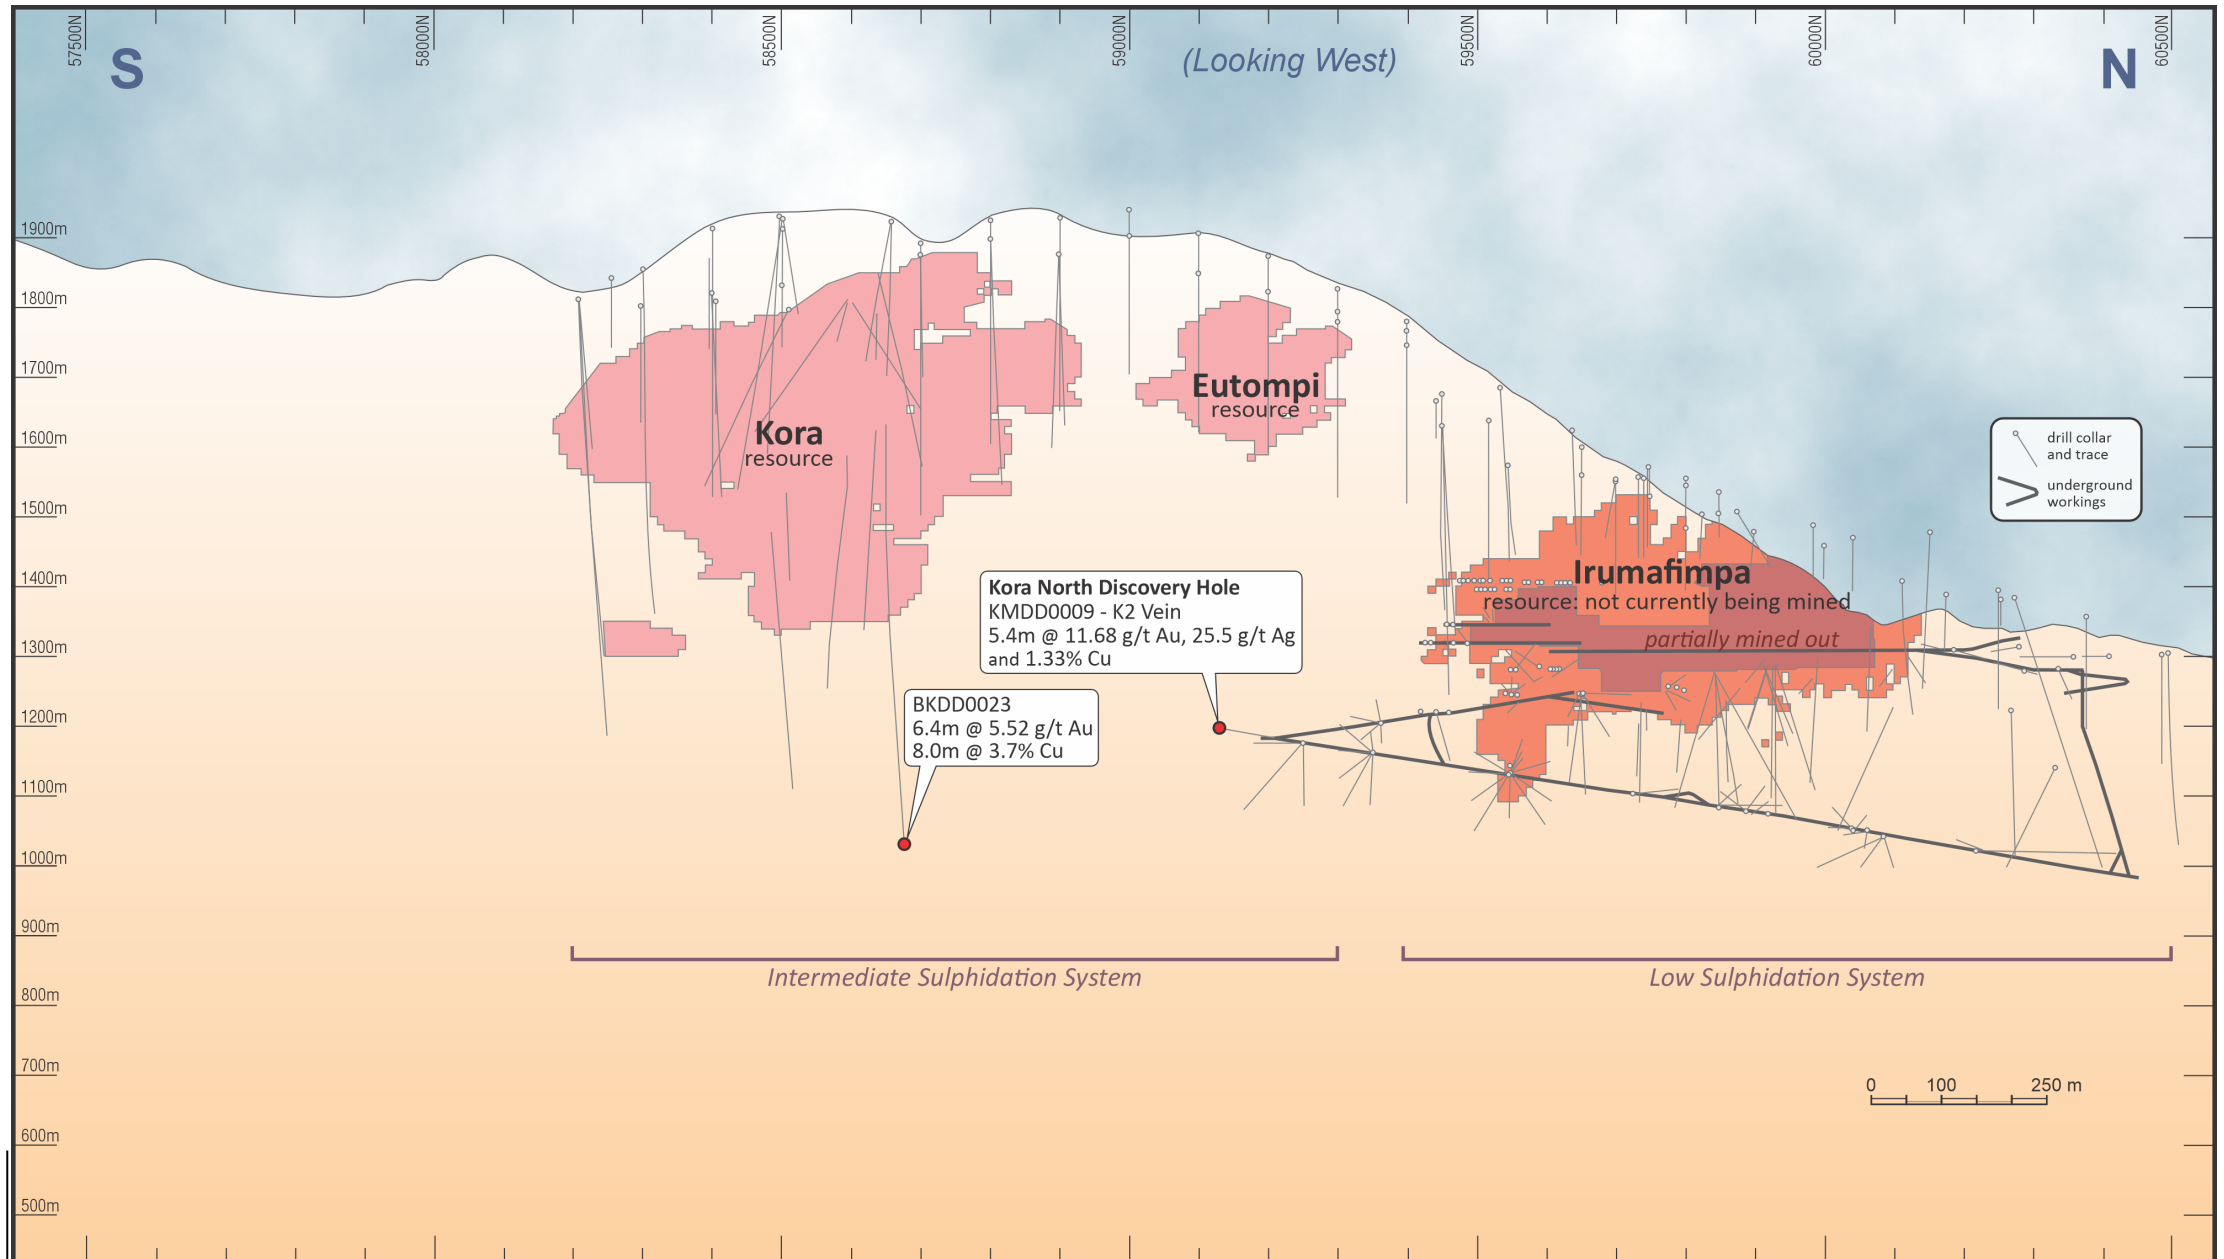 57500N
58000N
58500N
59000N
59500N
60000N
60500N
S
(Looking West)
N
1900m
1800m
1700m
1600m
1500m
1400m
1300m
1200m
1100m
1000m
900m
800m
700m
600m
500m
Kora
resource
Eutompi
resource
drill collar
and trace
underground
workings
Irumafimpa
resource: not currently being mined
partially mined out
Kora North Discovery Hole
KMDD0009 - K2 Vein
5.4m @ 11.68 g/t Au, 25.5 g/t Ag
and 1.33% Cu
BKDD0023
6.4m @ 5.52 g/t Au
8.0m @ 3.7% Cu
Intermediate Sulphidation System
Low Sulphidation System
0 100 250 m